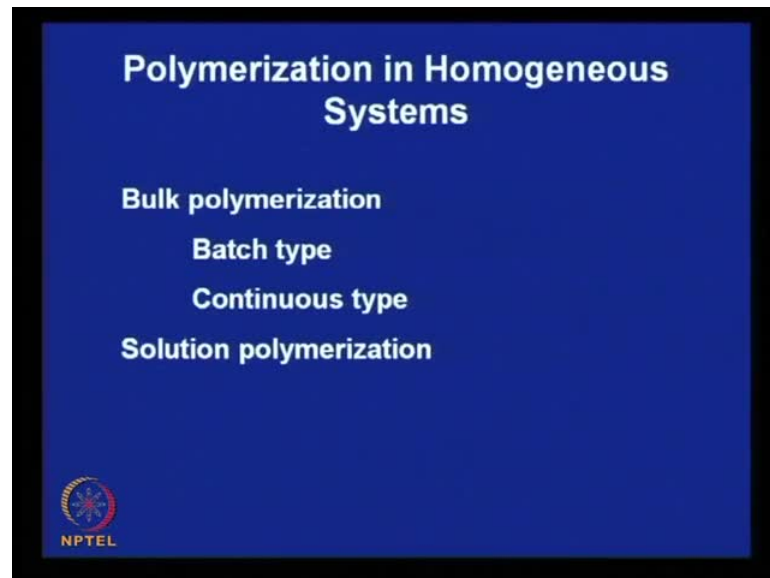 Polymerization in Homogeneous
Systems
Bulk polymerization
Batch type
Continuous type
Solution polymerization
NPTEL